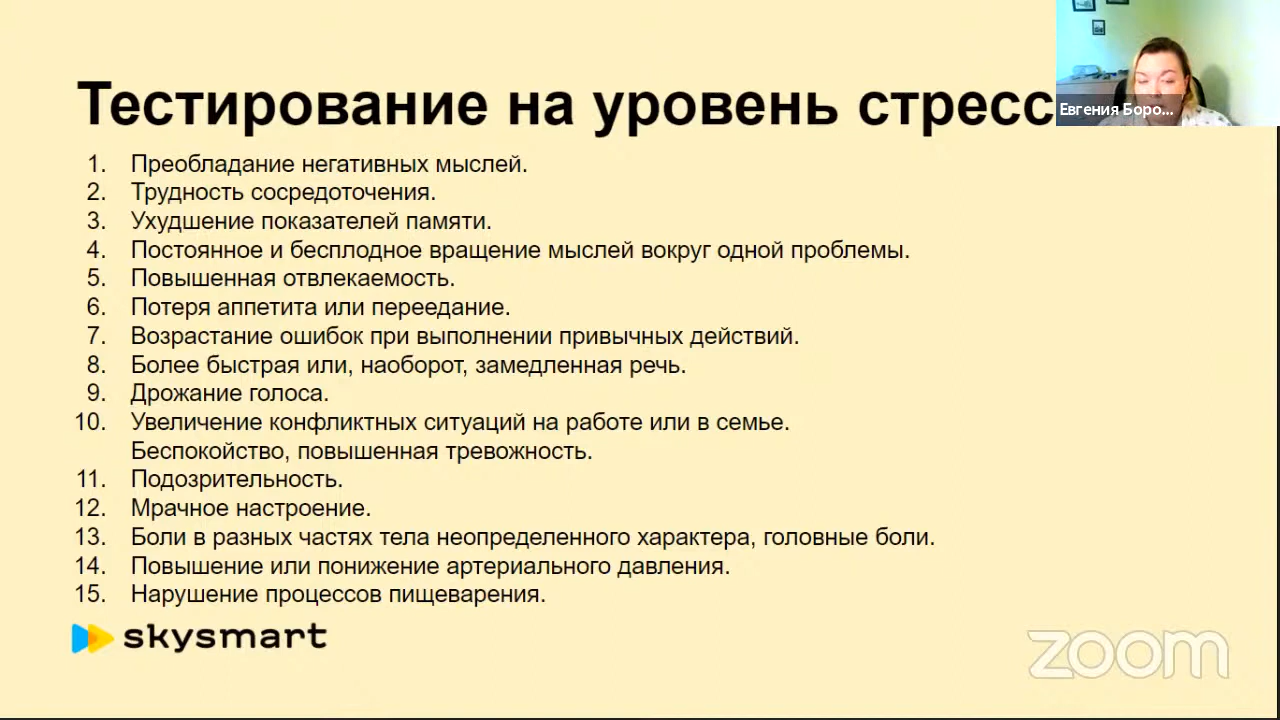 Тестирование на уровень стресс
Евгения Боро...
1. Преобладание негативных мыслей.
2. Трудность сосредоточения.
3. Ухудшение показателей памяти.
4. Постоянное и бесплодное вращение мыслей вокруг одной проблемы.
5. Повышенная отвлекаемость.
6. Потеря аппетита или переедание.
7. Возрастание ошибок при выполнении привычных действий.
8. Более быстрая или, наоборот, замедленная речь.
9. Дрожание голоса.
10. Увеличение конфликтных ситуаций на работе или в семье.
Беспокойство, повышенная тревожность.
11. Подозрительность.
12. Мрачное настроение.
13. Боли в разных частях тела неопределенного характера, головные боли.
14. Повышение или понижение артериального давления.
15. Нарушение процессов пищеварения.
skysmart
zoom